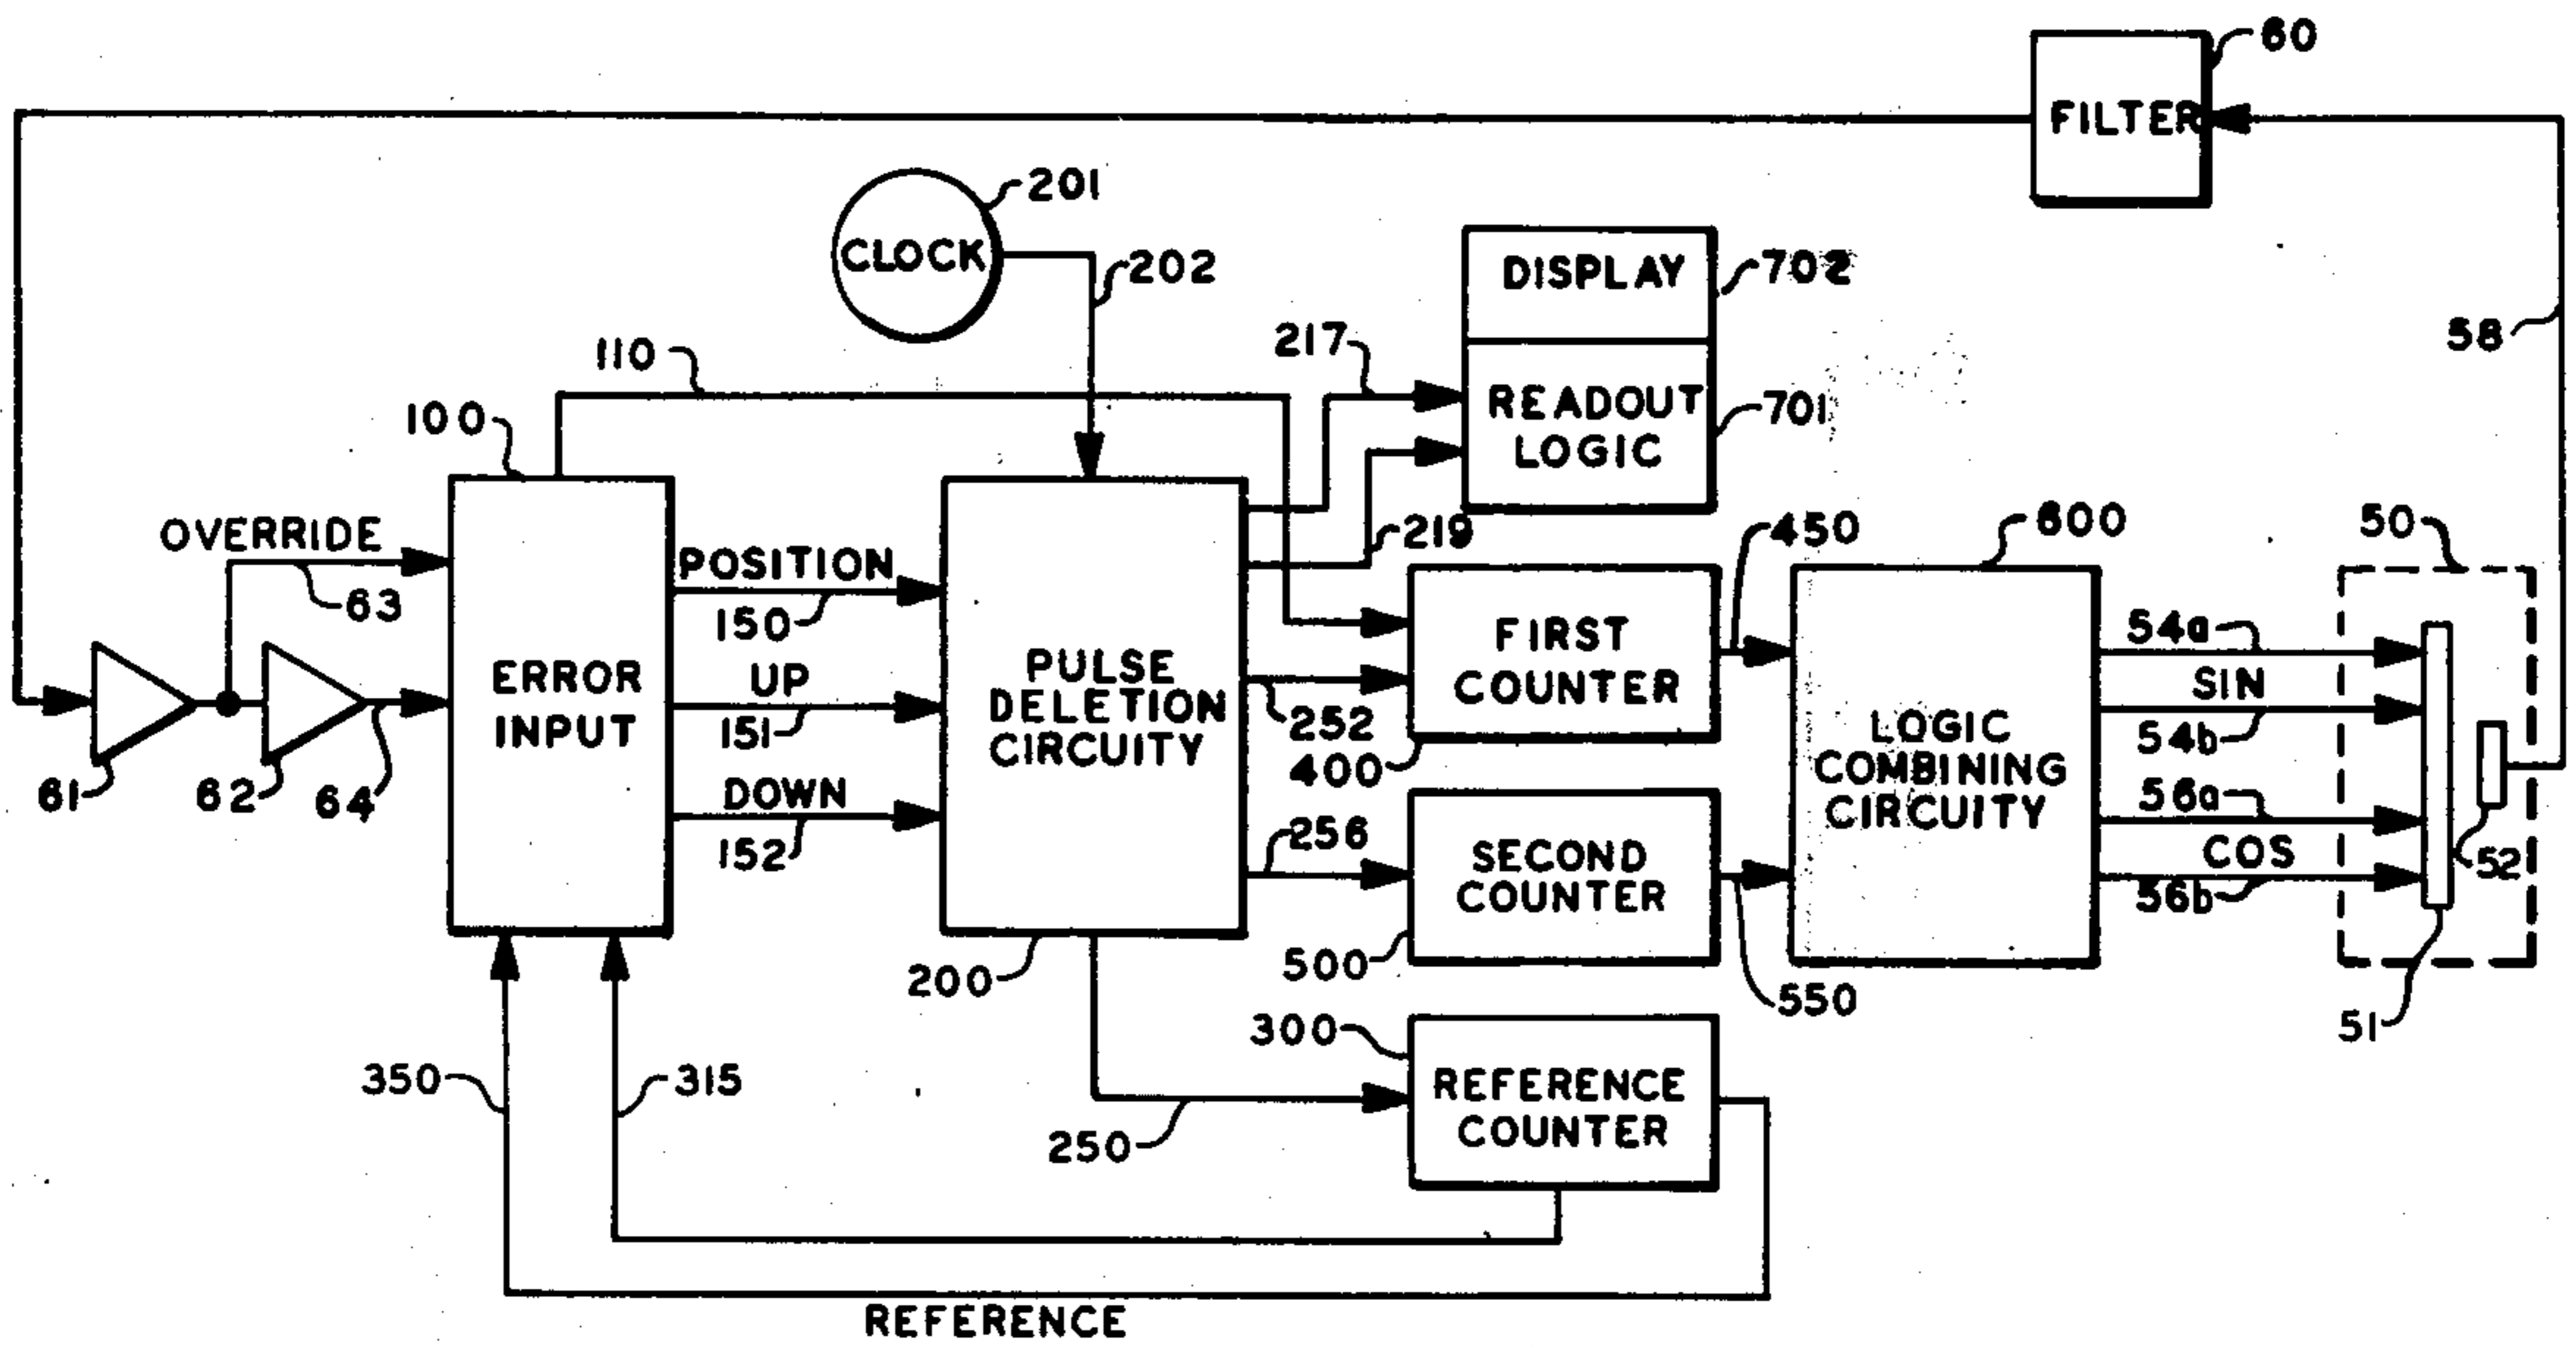 60
FILTER
201
CLOCK
202
DISPLAY
702
217
58
110
READOUT
LOGIC
701
100
OVERRIDE
63
POSITION
150
219
450
600
50
ERROR
INPUT
UP
151
PULSE
DELETION
CIRCUITY
FIRST
COUNTER
252
400
LOGIC
COMBINING
CIRCUITY
54a
SIN
54b
56a
COS
56b
52
61
62
64
DOWN
152
256
SECOND
COUNTER
200
500
550
51
300
350
315
REFERENCE
COUNTER
250
REFERENCE